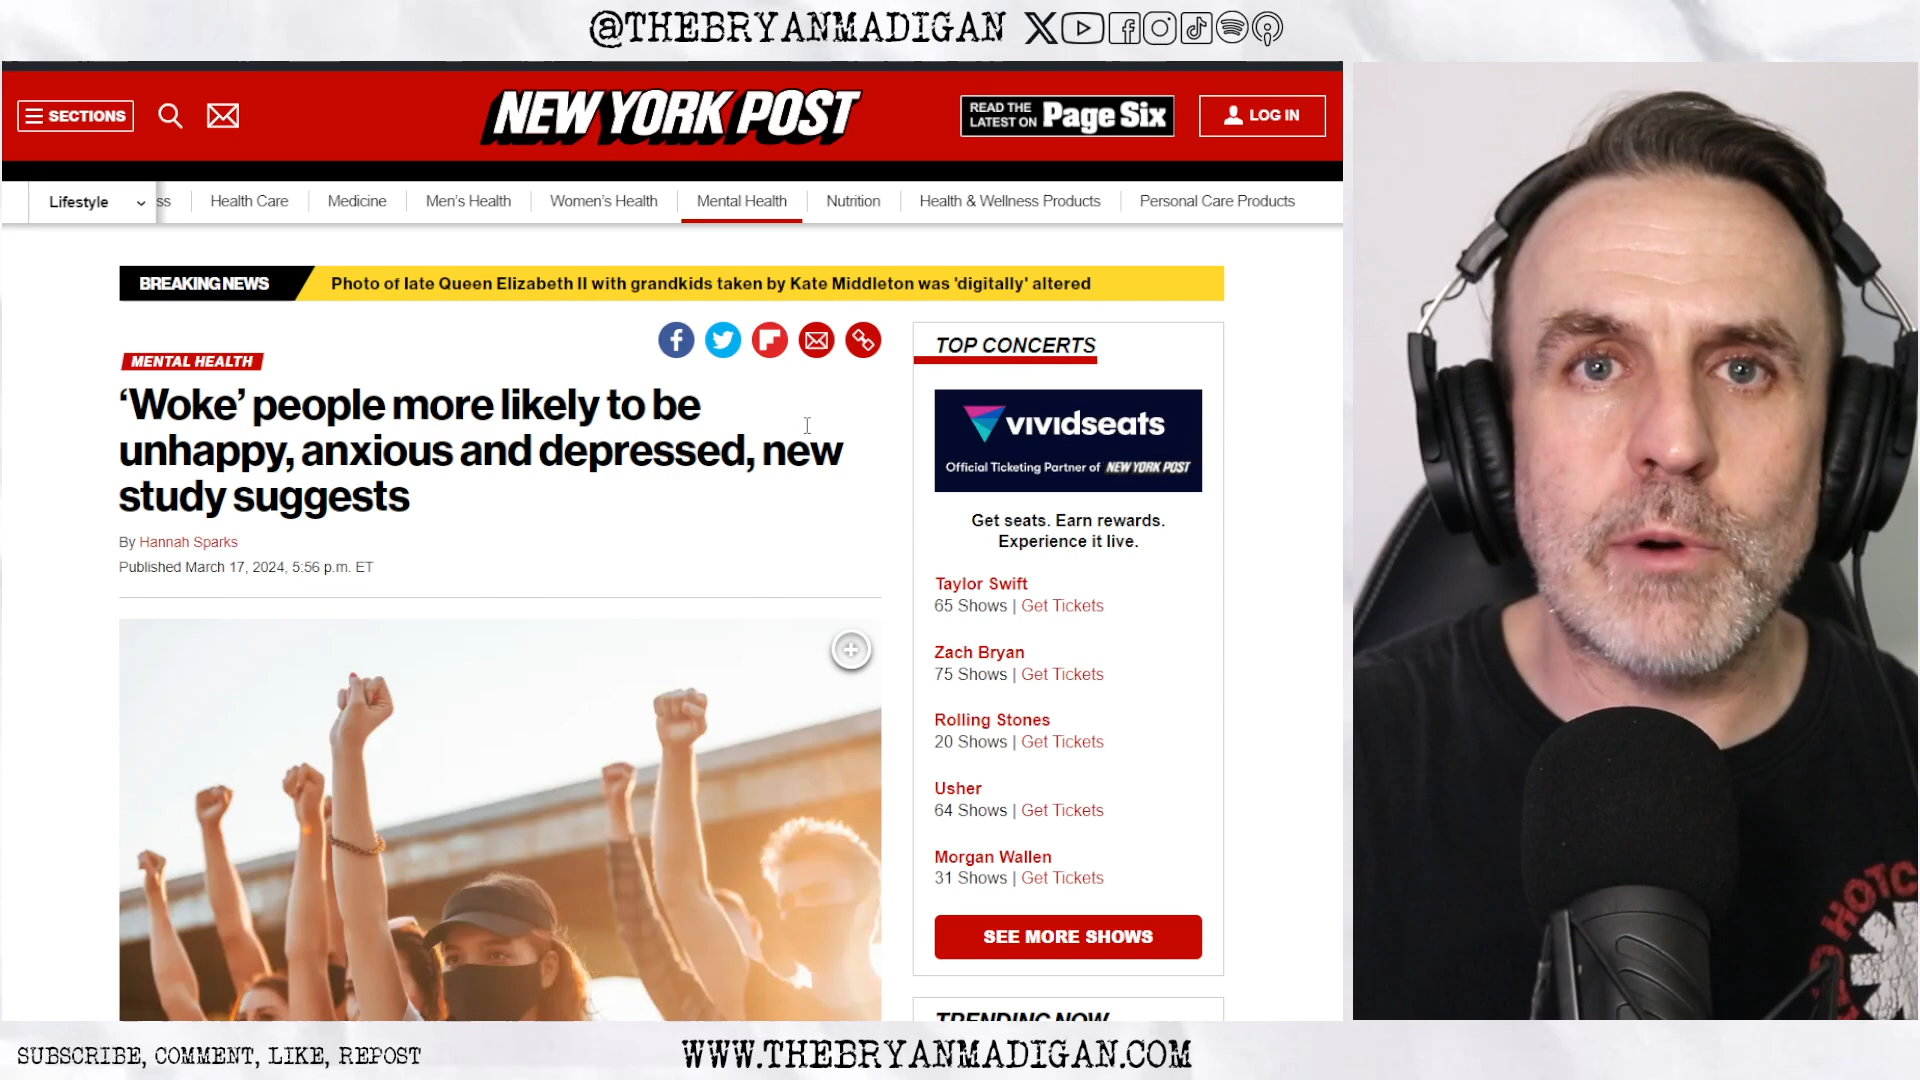 @THEBRYANMADIGAN
SECTIONS
NEW YORK POST
READ THE LATEST ON Page Six
LOG IN
Lifestyle
ss
Health Care
Medicine
Men's Health
Women's Health
Mental Health
Nutrition
Health & Wellness Products
Personal Care Products
BREAKING NEWS
Photo of late Queen Elizabeth II with grandkids taken by Kate Middleton was 'digitally' altered
MENTAL HEALTH
‘Woke’ people more likely to be
unhappy, anxious and depressed, new
study suggests
By Hannah Sparks
Published March 17, 2024, 5:56 p.m. ET
TOP CONCERTS
vividseats
Official Ticketing Partner of NEW YORK POST
Get seats. Earn rewards.
Experience it live.
Taylor Swift
65 Shows | Get Tickets
Zach Bryan
75 Shows | Get Tickets
Rolling Stones
20 Shows | Get Tickets
Usher
64 Shows | Get Tickets
Morgan Wallen
31 Shows | Get Tickets
SEE MORE SHOWS
TRENDING NOW
HOTC
SUBSCRIBE, COMMENT, LIKE, REPOST
WWW.THEBRYANMADIGAN.COM